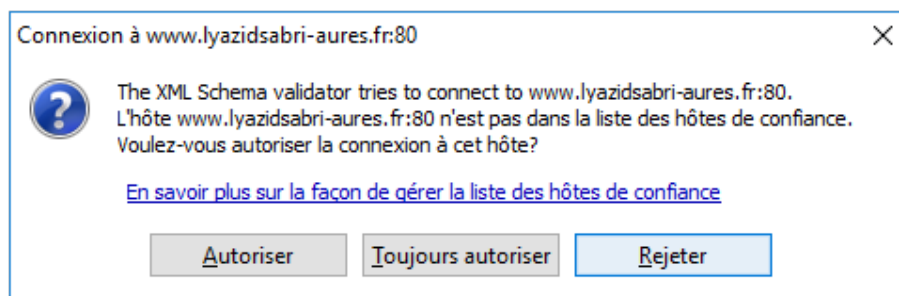 Connexion à www.lyazidsabri-aures.fr:80
The XML Schema validator tries to connect to www.lyazidsabri-aures.fr:80.
L'hôte www.lyazidsabri-aures.fr:80 n'est pas dans la liste des hôtes de confiance.
Voulez-vous autoriser la connexion à cet hôte?
En savoir plus sur la façon de gérer la liste des hôtes de confiance
Autoriser Toujours autoriser Rejeter